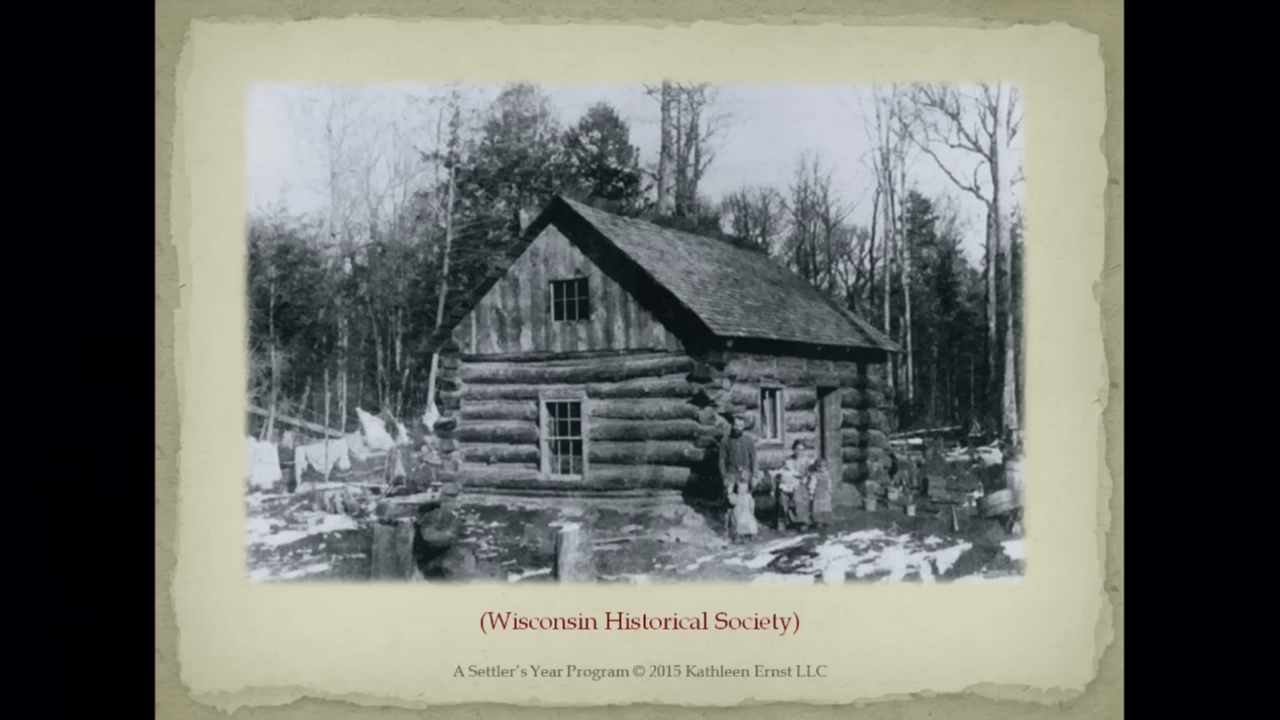 (Wisconsin Historical Society)
A Settler's Year Program © 2015 Kathleen Ernst LLC